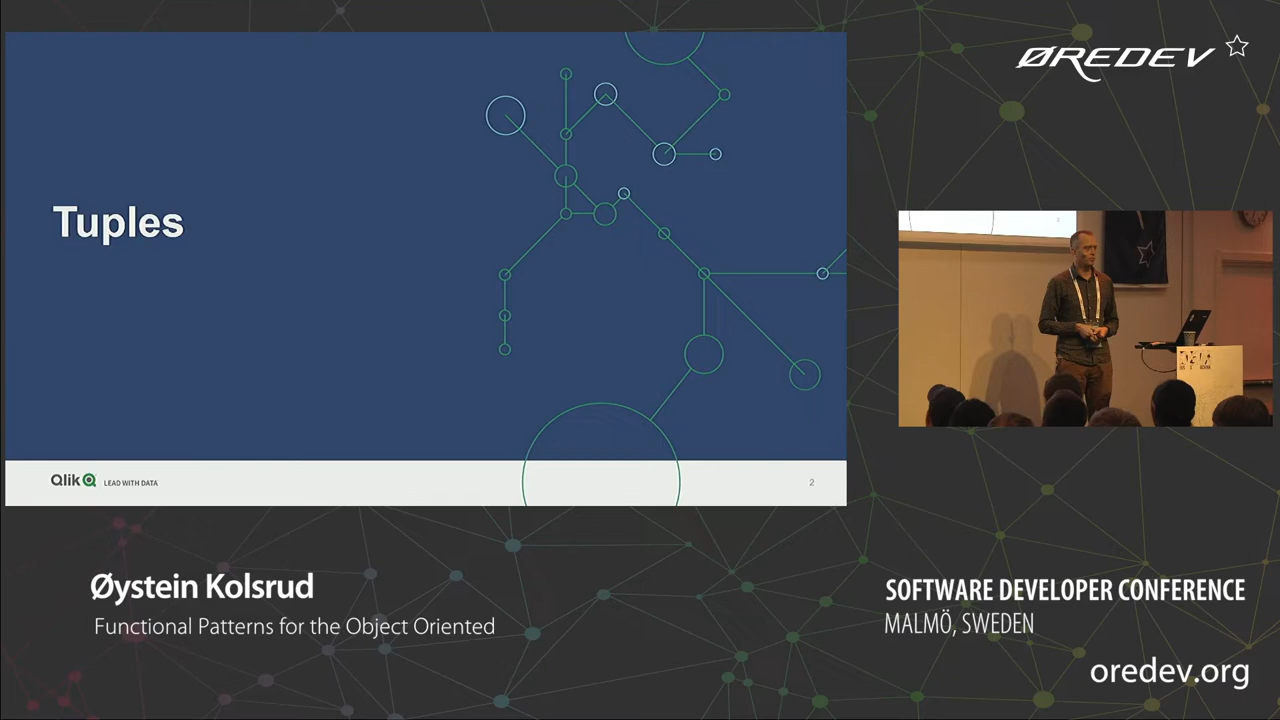 ØREDEV
Tuples
Qlik LEAD WITH DATA
2
Øystein Kolsrud
Functional Patterns for the Object Oriented
SOFTWARE DEVELOPER CONFERENCE
MALMÖ, SWEDEN
oredev.org